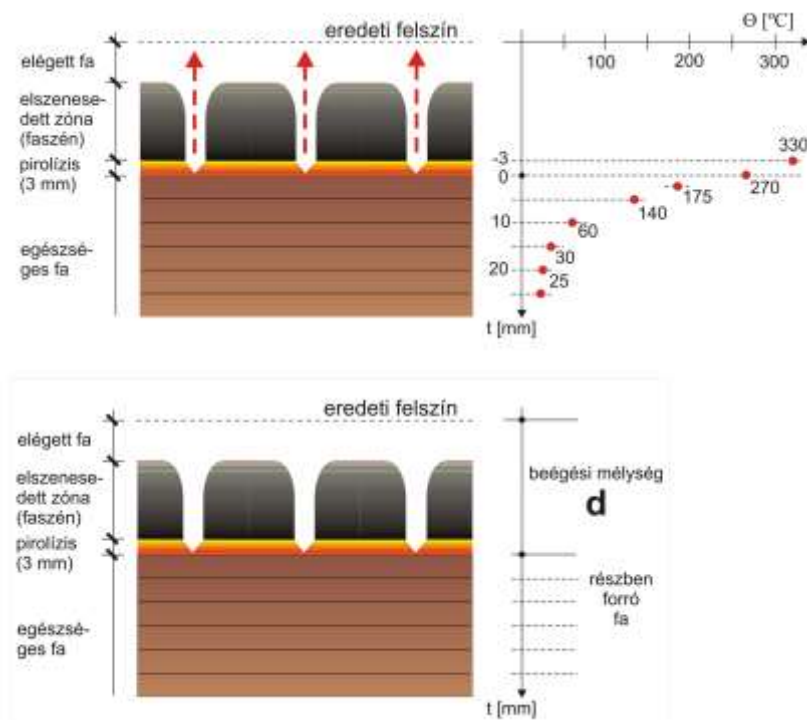 eredeti felszín
Θ [℃]
elégett fa
100
200
300
elszenese-
dett zóna
(faszén)
pirolízis
(3 mm)
330
-3
0
270
175
140
egészsé-
ges fa
10
60
30
20
25
t [mm]
eredeti felszín
elégett fa
elszenese-
dett zóna
(faszén)
beégési mélység
d
pirolízis
(3 mm)
részben
forró
fa
egészsé-
ges fa
t [mm]